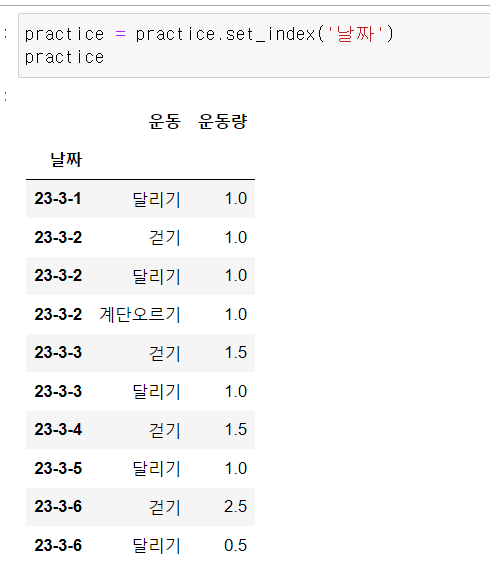 : practice = practice.set_index('날짜')
practice
:
운동 운동량
날짜
23-3-1 달리기 1.0
23-3-2 걷기 1.0
23-3-2 달리기 1.0
23-3-2 계단오르기 1.0
23-3-3 걷기 1.5
23-3-3 달리기 1.0
23-3-4 걷기 1.5
23-3-5 달리기 1.0
23-3-6 걷기 2.5
23-3-6 달리기 0.5